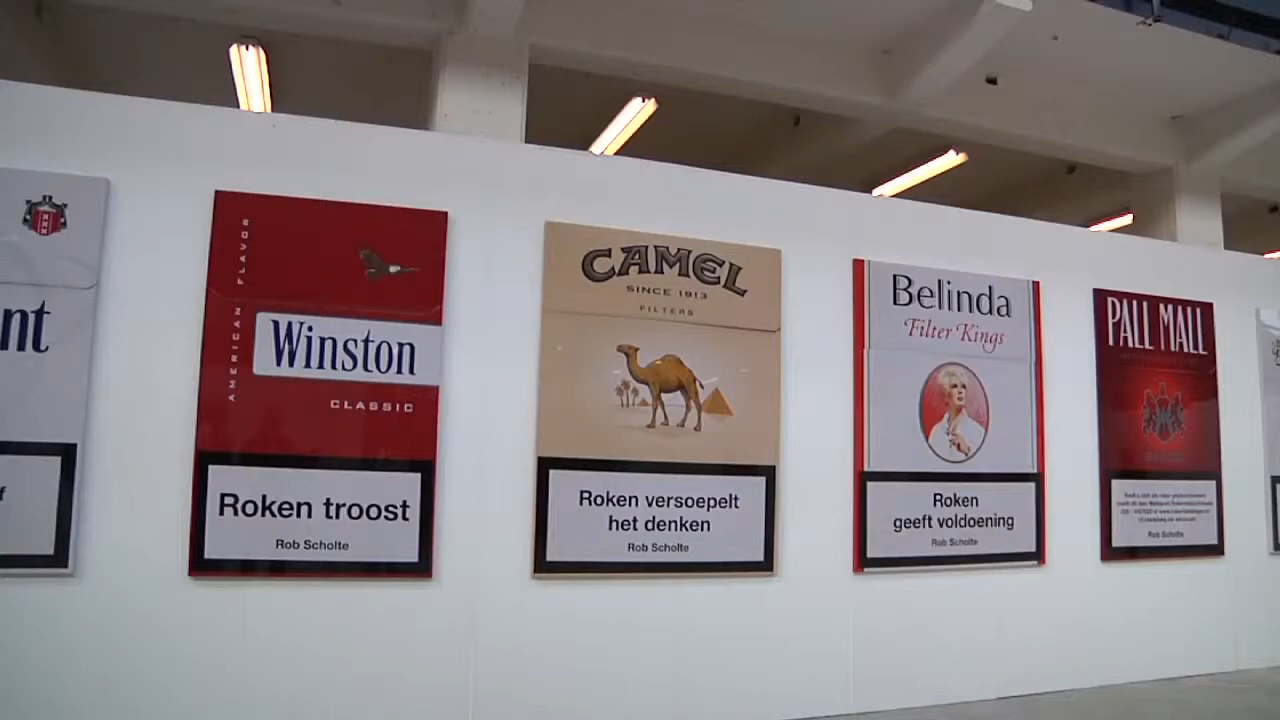 nt
f
AMERICAN FLAVOR
Winston
CLASSIC
Roken troost
Rob Scholte
CAMEL
SINCE 1913
FILTERS
Roken versoepelt
het denken
Rob Scholte
Belinda
Filter Kings
Roken
geeft voldoening
Rob Scholte
PALL MALL
Rob Scholte